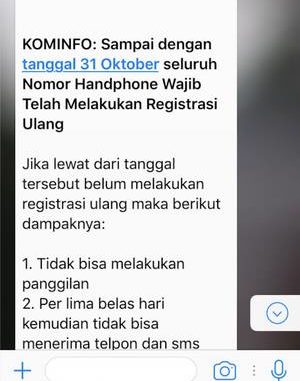 KOMINFO: Sampai dengan
tanggal 31 Oktober seluruh
Nomor Handphone Wajib
Telah Melakukan Registrasi
Ulang
Jika lewat dari tanggal
tersebut belum melakukan
registrasi ulang maka berikut
dampaknya:
1. Tidak bisa melakukan
panggilan
2. Per lima belas hari
kemudian tidak bisa
menerima telpon dan sms